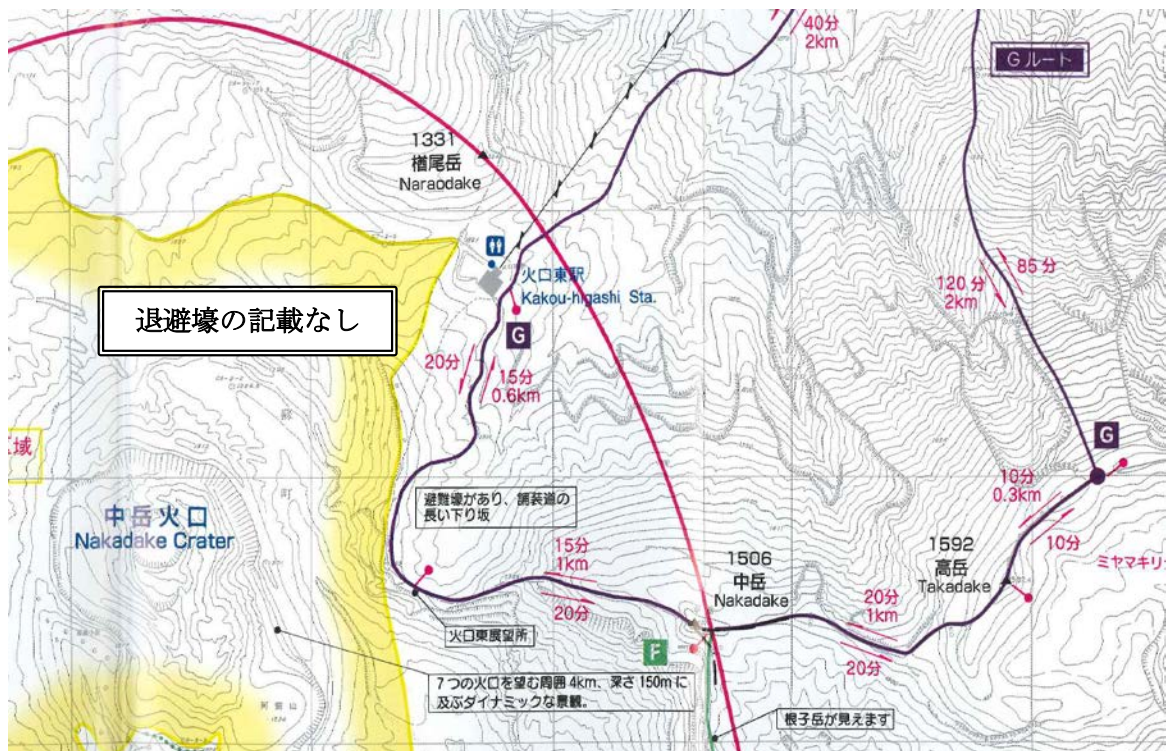 40分
2km
Gルート
1331
楢尾岳
Naraodake
火口東駅
Kakou-higashi Sta.
退避壕の記載なし
G
20分
15分
0.6km
85分
120分
2km
域
中岳火口
Nakadake Crater
避難壕があり、舗装道の
長い下り坂
G
10分
0.3km
10分
15分
1km
20分
1506
中岳
Nakadake
1592
高岳
Takadake
ミヤマキリ
20分
1km
20分
火口東展望所
F
7つの火口を望む周囲4km、深さ150mに
及ぶダイナミックな景観。
根子岳が見えます